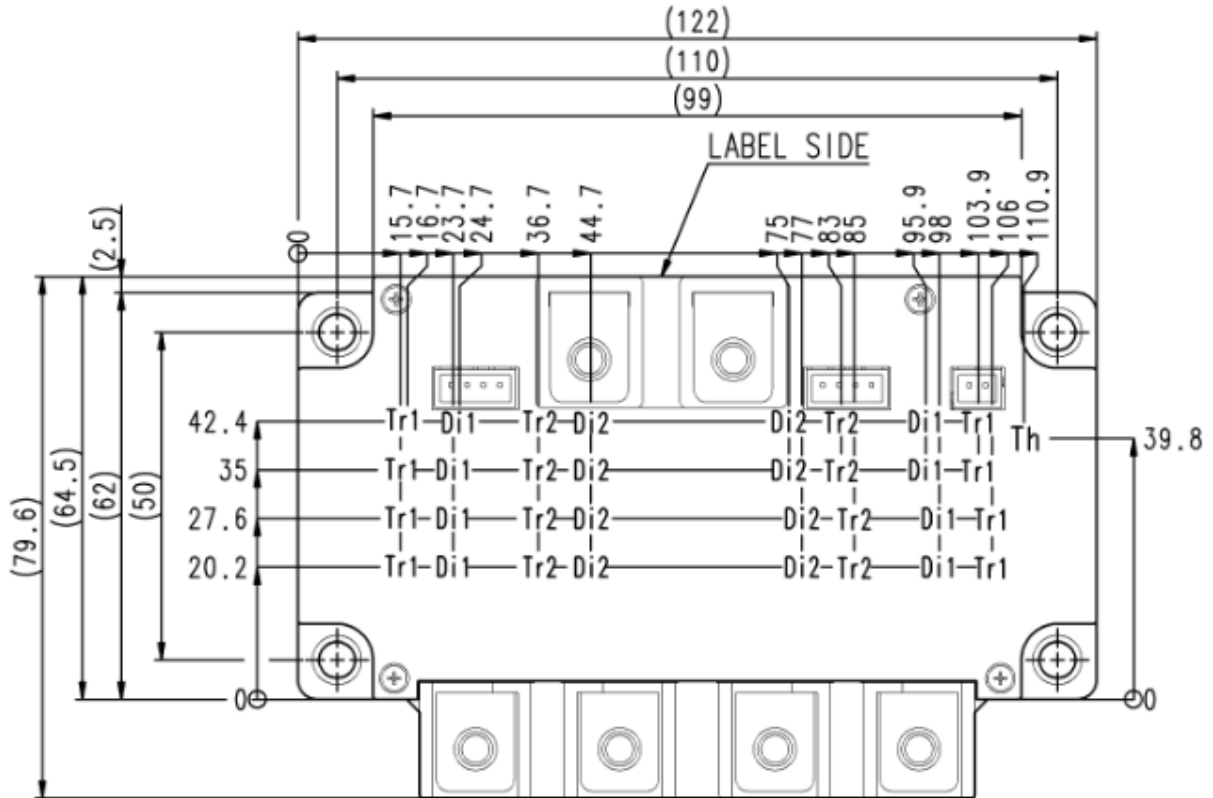 (122)
(110)
(99)
LABEL SIDE
0 15.7 16.7 23.7 24.7 36.7 44.7 75 77 83 85 95.9 98 103.9 106 110.9
(2.5)
42.4 Tr1 Di1 Tr2 Di2 Di2 Tr2 Di1 Tr1
Th 39.8
35 Tr1 Di1 Tr2 Di2 Di2 Tr2 Di1 Tr1
27.6 Tr1 Di1 Tr2 Di2 Di2 Tr2 Di1 Tr1
20.2 Tr1 Di1 Tr2 Di2 Di2 Tr2 Di1 Tr1
(79.6)
(64.5)
(62)
(50)
0 0